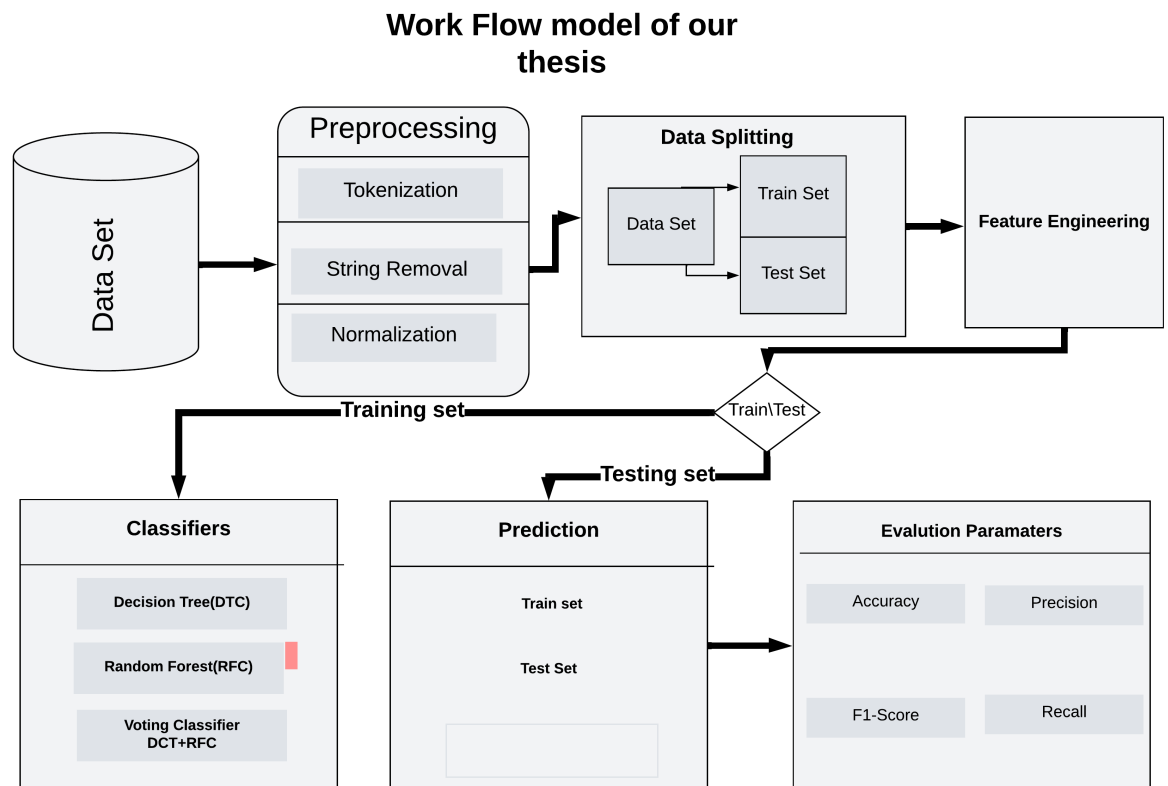 Work Flow model of our
thesis
Data Set
Preprocessing
Tokenization
String Removal
Normalization
Data Splitting
Data Set
Train Set
Test Set
Feature Engineering
Train\Test
Training set
Testing set
Classifiers
Decision Tree(DTC)
Random Forest(RFC)
Voting Classifier
DCT+RFC
Prediction
Train set
Test Set
Evalution Paramaters
Accuracy
Precision
F1-Score
Recall